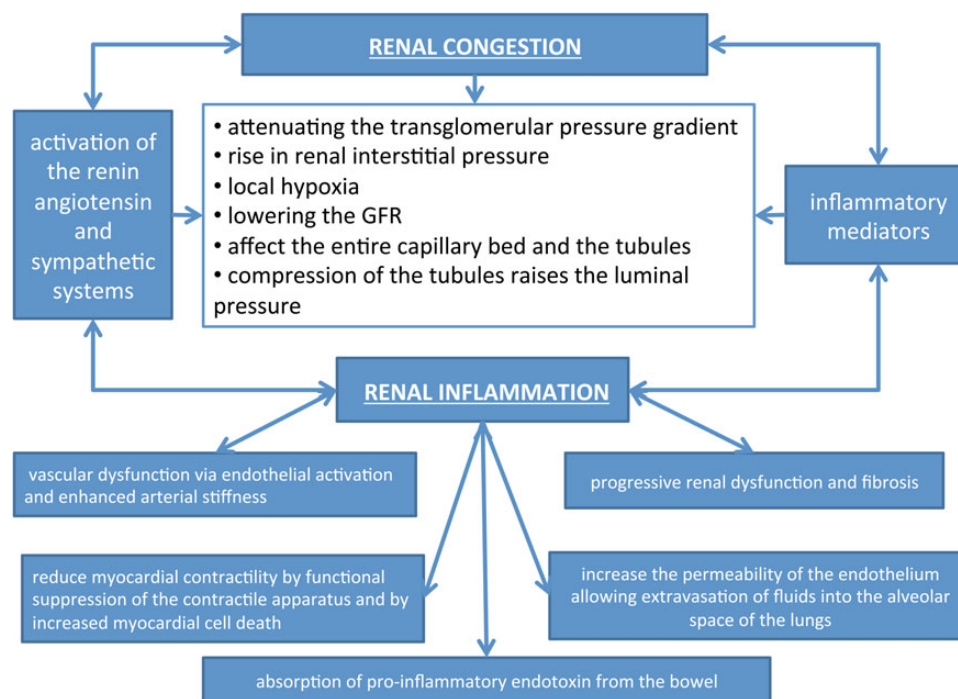 RENAL CONGESTION
activation of
the renin
angiotensin
and
sympathetic
systems
• attenuating the transglomerular pressure gradient
• rise in renal interstitial pressure
• local hypoxia
• lowering the GFR
• affect the entire capillary bed and the tubules
• compression of the tubules raises the luminal
pressure
inflammatory
mediators
RENAL INFLAMMATION
vascular dysfunction via endothelial activation
and enhanced arterial stiffness
progressive renal dysfunction and fibrosis
reduce myocardial contractility by functional
suppression of the contractile apparatus and by
increased myocardial cell death
increase the permeability of the endothelium
allowing extravasation of fluids into the alveolar
space of the lungs
absorption of pro-inflammatory endotoxin from the bowel